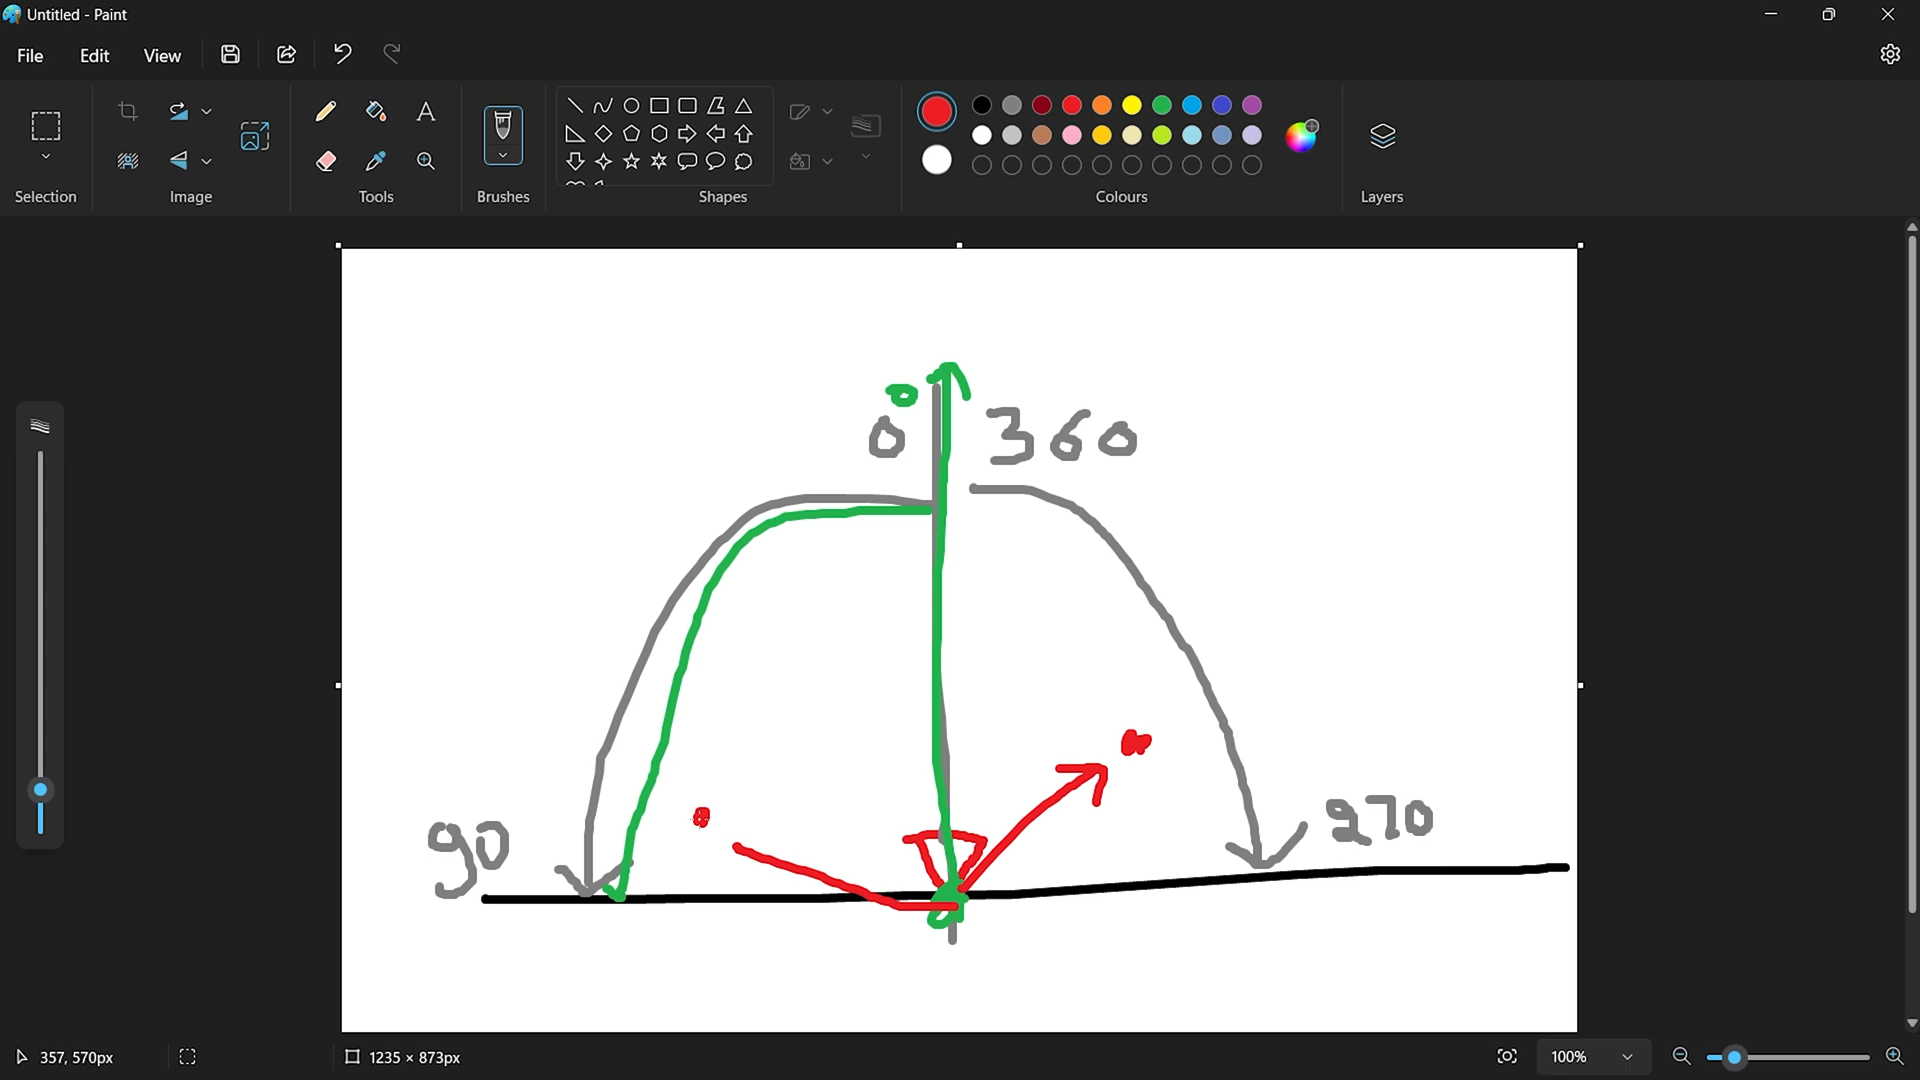 Untitled - Paint
File Edit View
Selection
Image
Tools
Brushes
Shapes
Colours
Layers
0 360
90
270
357, 570px
1235 × 873px
100%